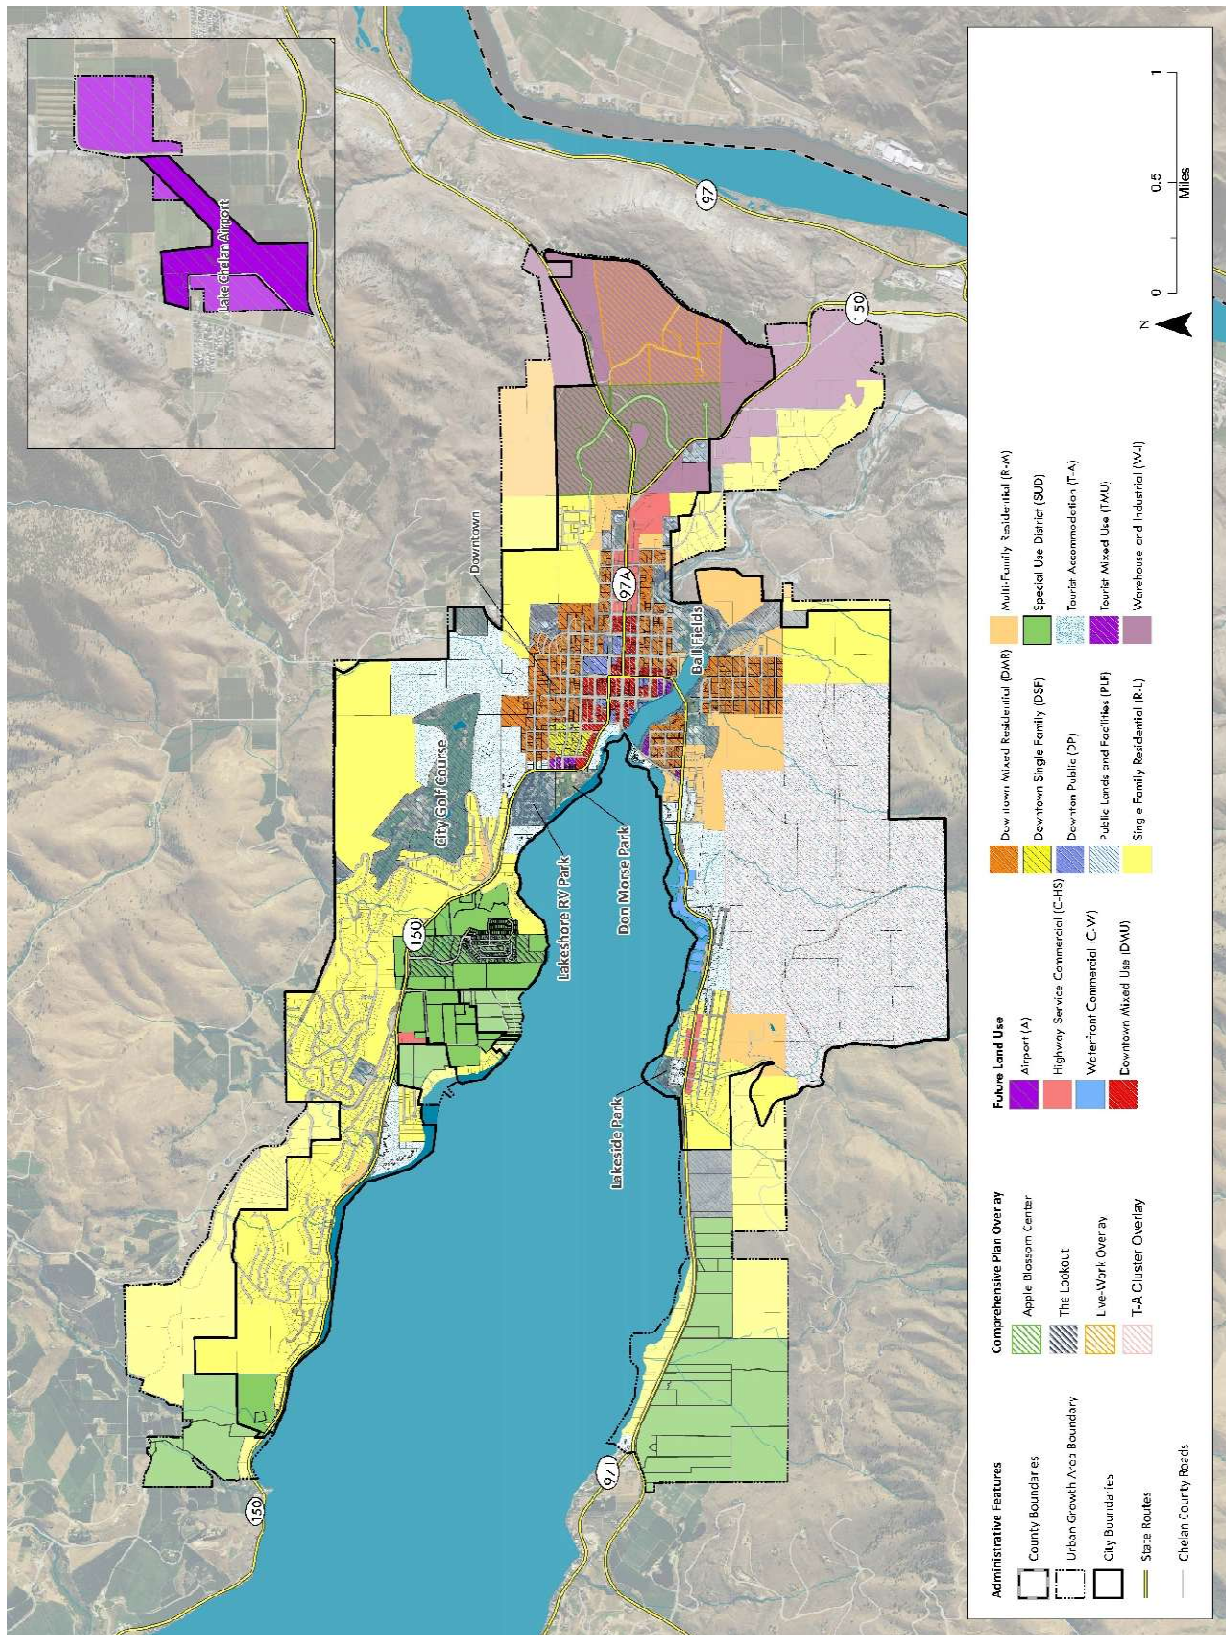 Lake Chelan Airport
Downtown
City Golf Course
Lakeshore RV Park
Don Morse Park
Ball Fields
Lakeside Park
150
150
97A
97
Administrative Features
County Boundaries
Urban Growth Area Boundary
City Boundaries
State Routes
Chelan County Roads
Comprehensive Plan Overlay
Apple Blossom Center
The Lookout
Live-Work Overlay
T-A Cluster Overlay
Future Land Use
Airport (A)
Highway Service Commercial (C-HS)
Waterfront Commercial (C-W)
Downtown Mixed Use (DMU)
Downtown Mixed Residential (DMR)
Downtown Single Family (DSF)
Downton Public (DP)
Public Lands and Facilities (PLF)
Single Family Residential (R-L)
Multi-Family Residential (R-M)
Special Use District (SUD)
Tourist Accommodation (T-A)
Tourist Mixed Use (TMU)
Warehouse and Industrial (W-I)
N
0 0.5 1
Miles